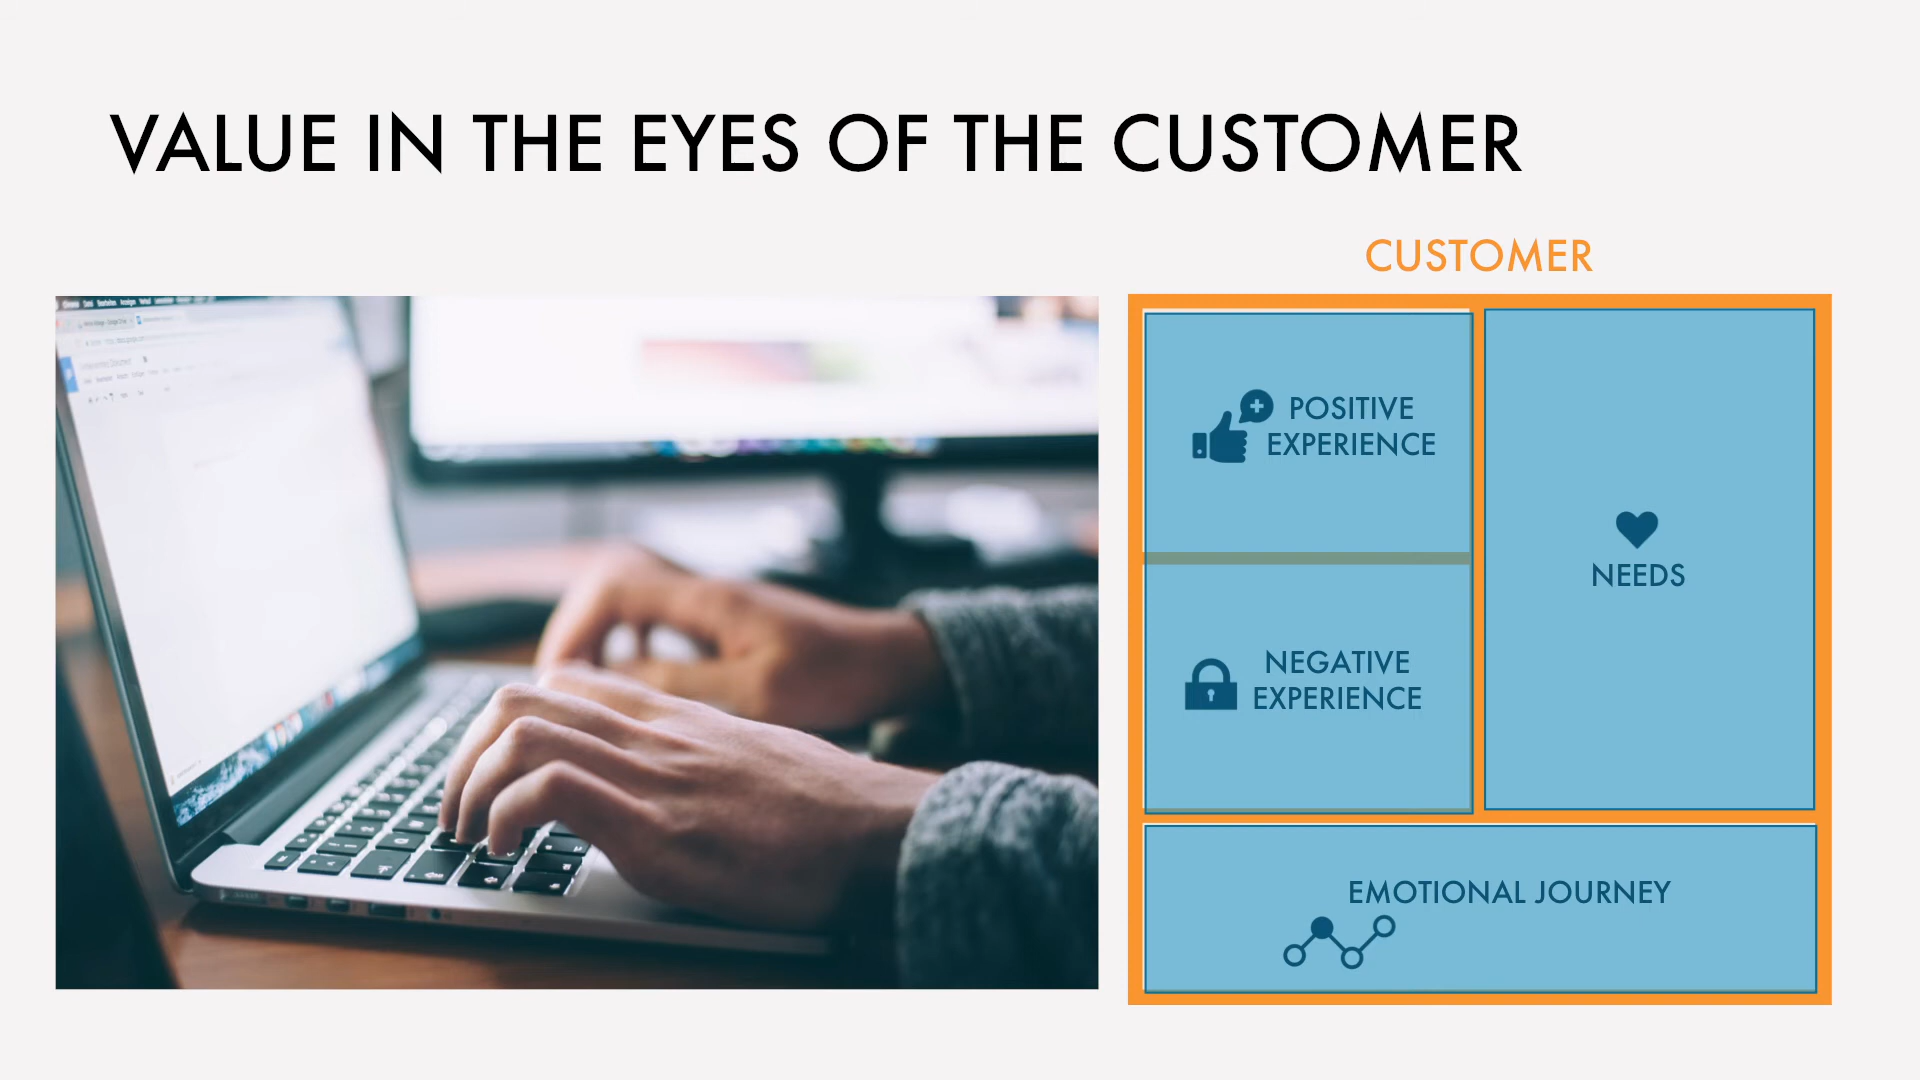 VALUE IN THE EYES OF THE CUSTOMER
CUSTOMER
POSITIVE
EXPERIENCE
NEEDS
NEGATIVE
EXPERIENCE
EMOTIONAL JOURNEY